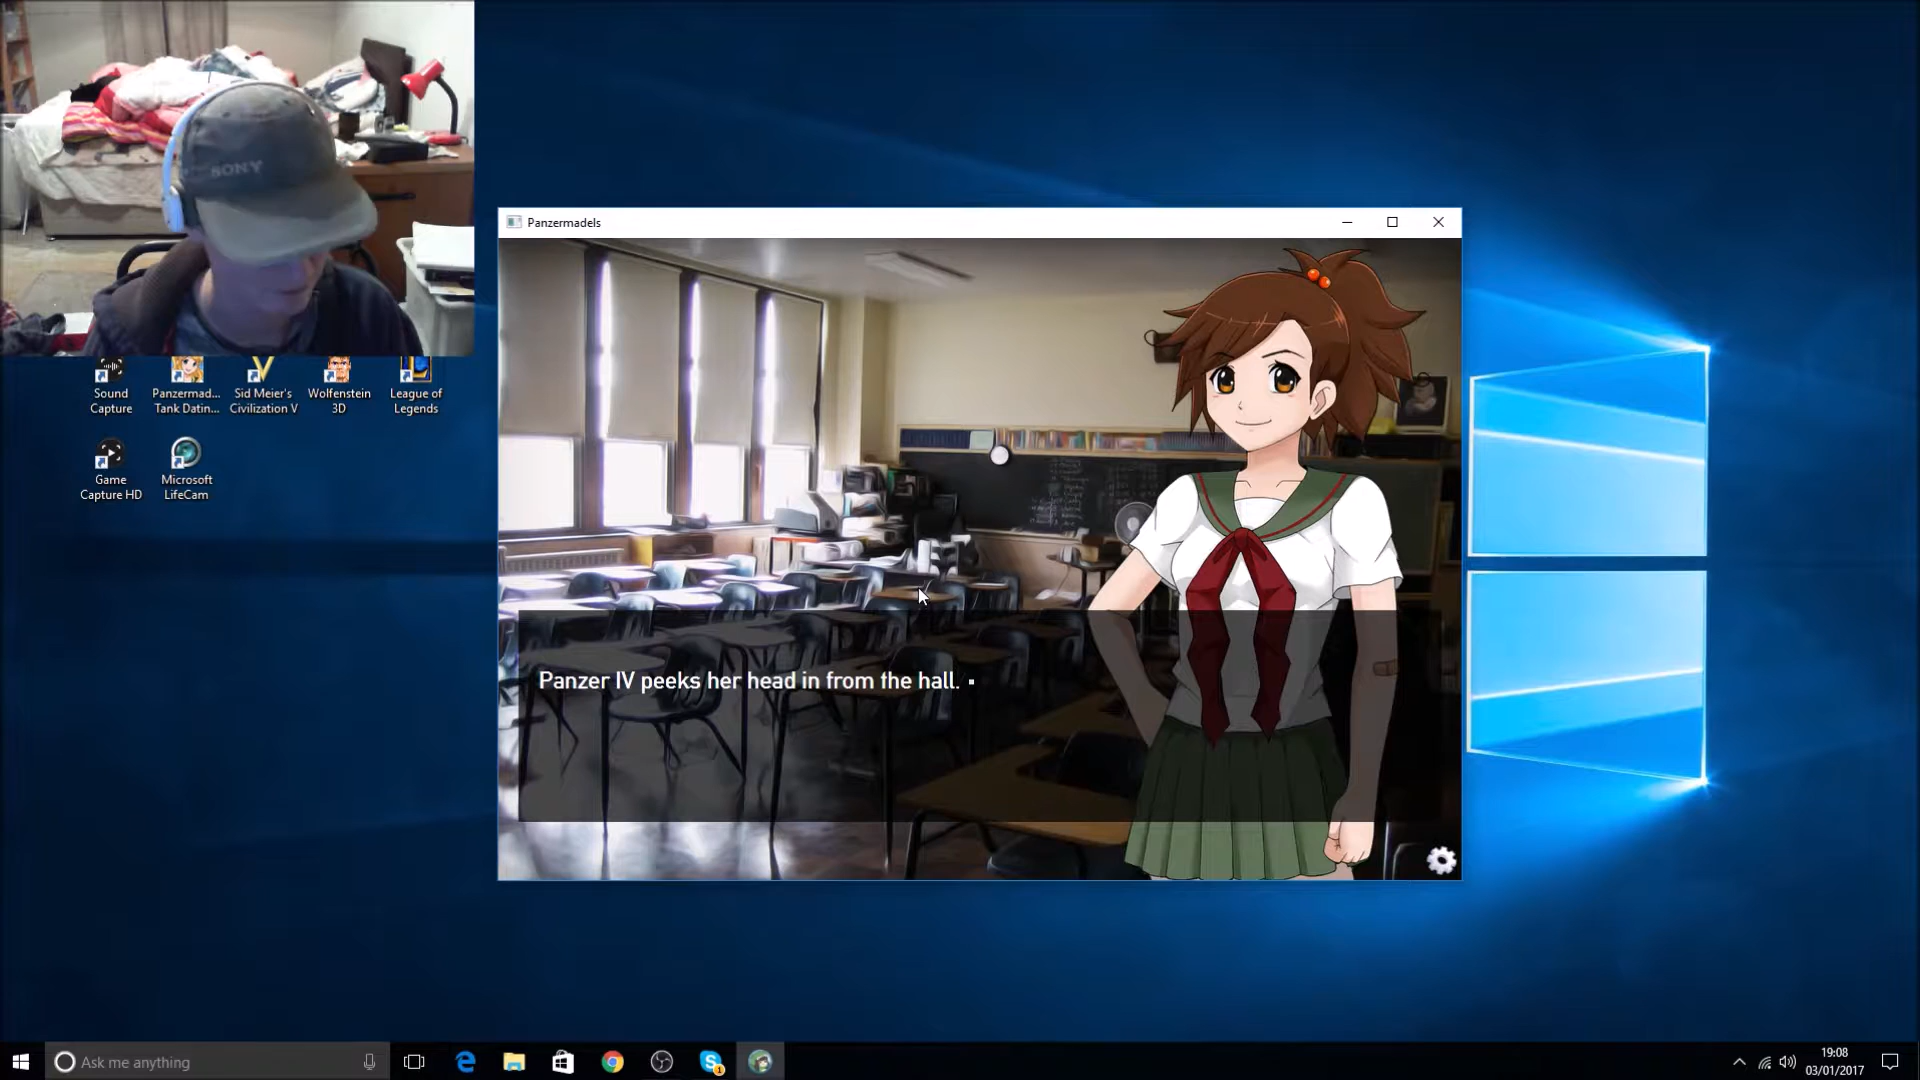 SONY
Panzermadels
Sound
Capture
Panzermad...
Tank Datin...
Sid Meier's
Civilization V
Wolfenstein
3D
League of
Legends
Game
Capture HD
Microsoft
LifeCam
Panzer IV peeks her head in from the hall.
Ask me anything
19:08
03/01/2017